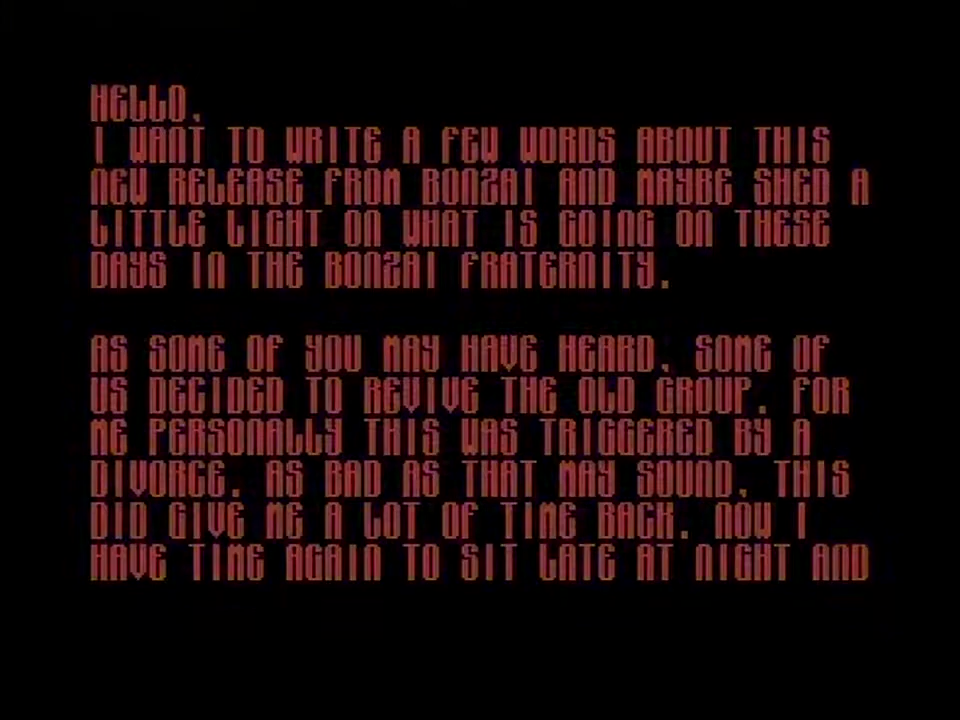 HELLO,
I WANT TO WRITE A FEW WORDS ABOUT THIS
NEW RELEASE FROM BONZAI AND MAYBE SHED A
LITTLE LIGHT ON WHAT IS GOING ON THESE
DAYS IN THE BONZAI FRATERNITY.
AS SOME OF YOU MAY HAVE HEARD, SOME OF
US DECIDED TO REVIVE THE OLD GROUP. FOR
ME PERSONALLY THIS WAS TRIGGERED BY A
DIVORCE. AS BAD AS THAT MAY SOUND, THIS
DID GIVE ME A LOT OF TIME BACK. NOW I
HAVE TIME AGAIN TO SIT LATE AT NIGHT AND